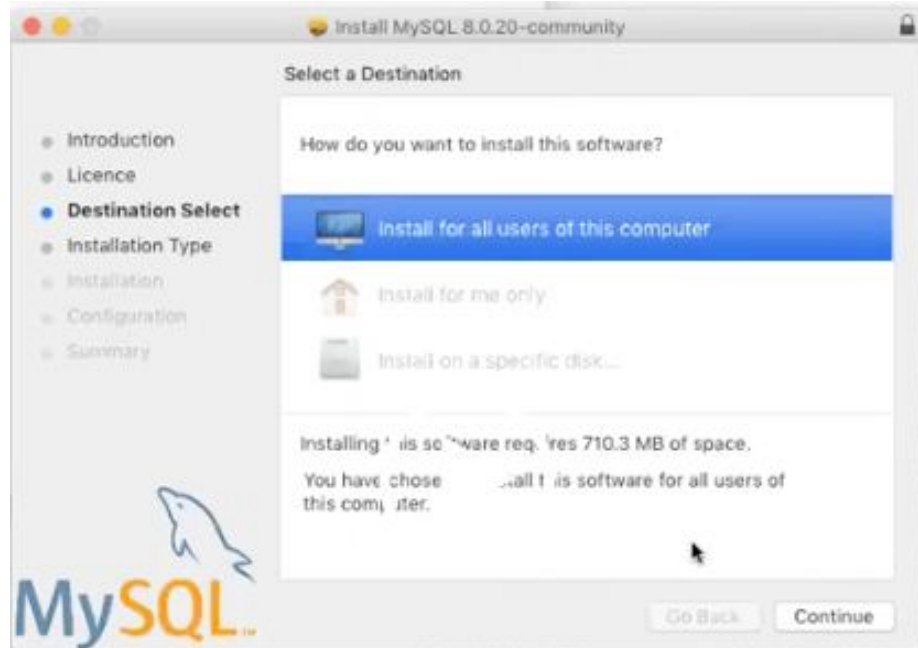 Install MySQL 8.0.20-community
Select a Destination
Introduction
Licence
Destination Select
Installation Type
Installation
Configuration
Summary
How do you want to install this software?
Install for all users of this computer
Install for me only
Install on a specific disk...
Installing software requires 710.3 MB of space.
You have software for all users of
this computer.
MySQL™
Go Back
Continue